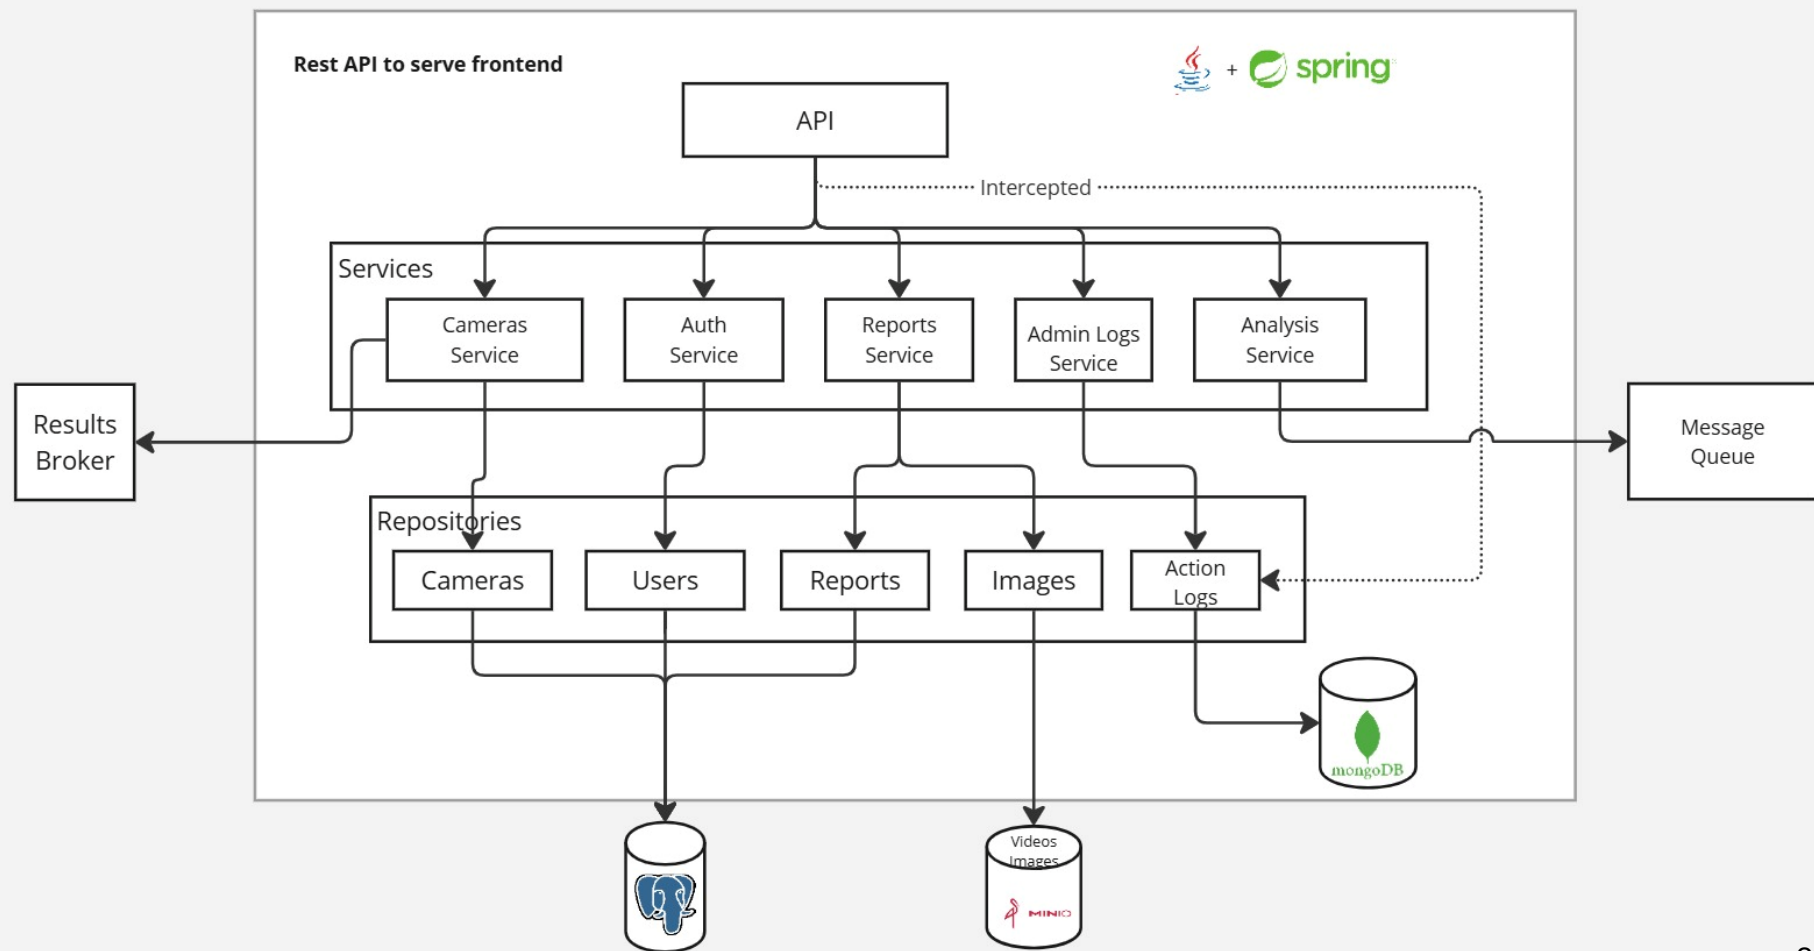 Rest API to serve frontend
+ spring
API
Intercepted
Services
Cameras
Service
Auth
Service
Reports
Service
Admin Logs
Service
Analysis
Service
Results
Broker
Message
Queue
Repositories
Cameras
Users
Reports
Images
Action
Logs
mongoDB
Videos
Images
MINIO